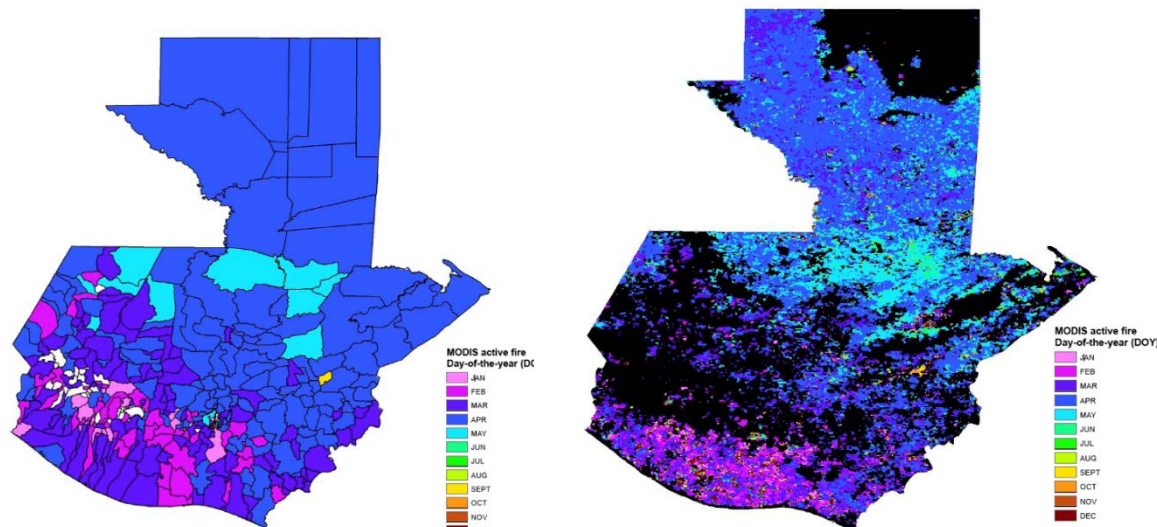 MODIS active fire
Day-of-the-year (DO
JAN
FEB
MAR
APR
MAY
JUN
JUL
AUG
SEPT
OCT
NOV
MODIS active fire
Day-of-the-year (DOY)
JAN
FEB
MAR
APR
MAY
JUN
JUL
AUG
SEPT
OCT
NOV
DEC